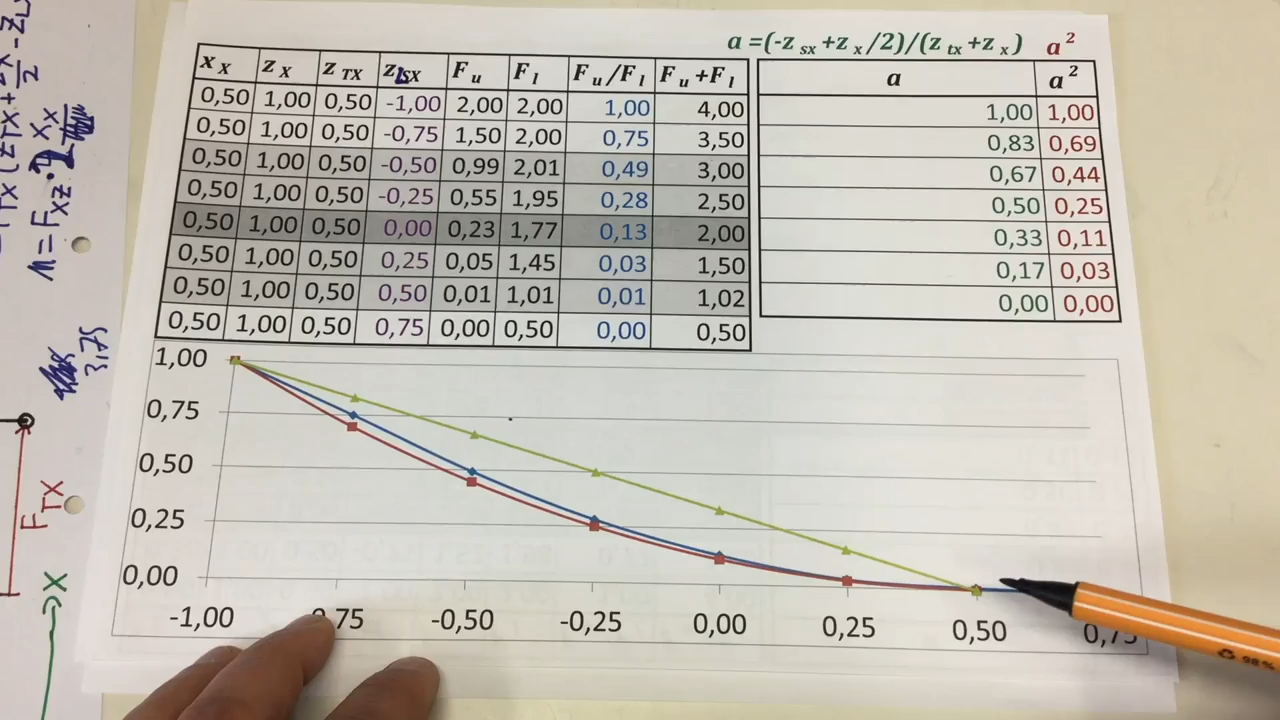 a =(-z sx +z x /2)/(z tx +z x ) a²
x X z X z TX z LSX F u F l F u /F l F u +F l
0,50 1,00 0,50 -1,00 2,00 2,00 1,00 4,00
0,50 1,00 0,50 -0,75 1,50 2,00 0,75 3,50
0,50 1,00 0,50 -0,50 0,99 2,01 0,49 3,00
0,50 1,00 0,50 -0,25 0,55 1,95 0,28 2,50
0,50 1,00 0,50 0,00 0,23 1,77 0,13 2,00
0,50 1,00 0,50 0,25 0,05 1,45 0,03 1,50
0,50 1,00 0,50 0,50 0,01 1,01 0,01 1,02
0,50 1,00 0,50 0,75 0,00 0,50 0,00 0,50
a a²
1,00 1,00
0,83 0,69
0,67 0,44
0,50 0,25
0,33 0,11
0,17 0,03
0,00 0,00
1,00
0,75
0,50
0,25
0,00
-1,00 75 -0,50 -0,25 0,00 0,25 0,50 0,75
3,75
F TX
X
98%